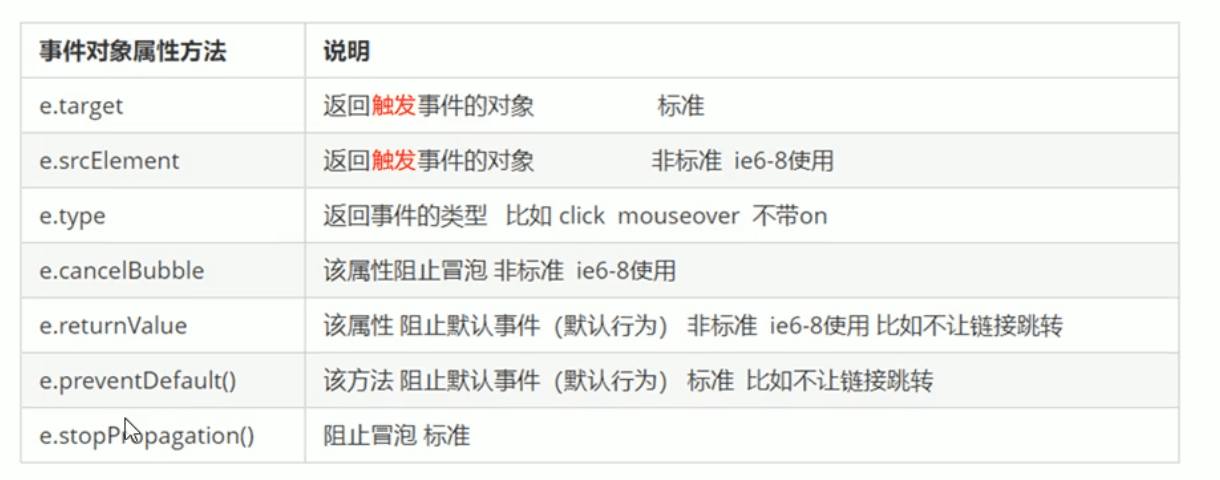 事件对象属性方法 说明
e.target 返回触发事件的对象 标准
e.srcElement 返回触发事件的对象 非标准 ie6-8使用
e.type 返回事件的类型 比如 click mouseover 不带on
e.cancelBubble 该属性阻止冒泡 非标准 ie6-8使用
e.returnValue 该属性 阻止默认事件（默认行为） 非标准 ie6-8使用 比如不让链接跳转
e.preventDefault() 该方法 阻止默认事件（默认行为） 标准 比如不让链接跳转
e.stopPropagation() 阻止冒泡 标准